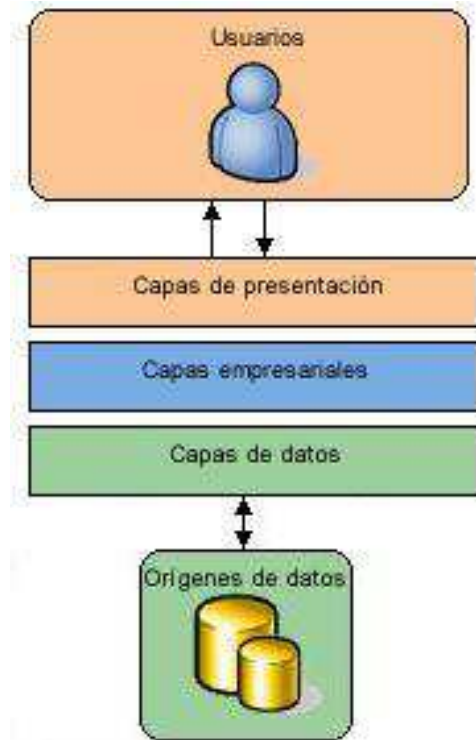 Usuarios
Capas de presentación
Capas empresariales
Capas de datos
Orígenes de datos